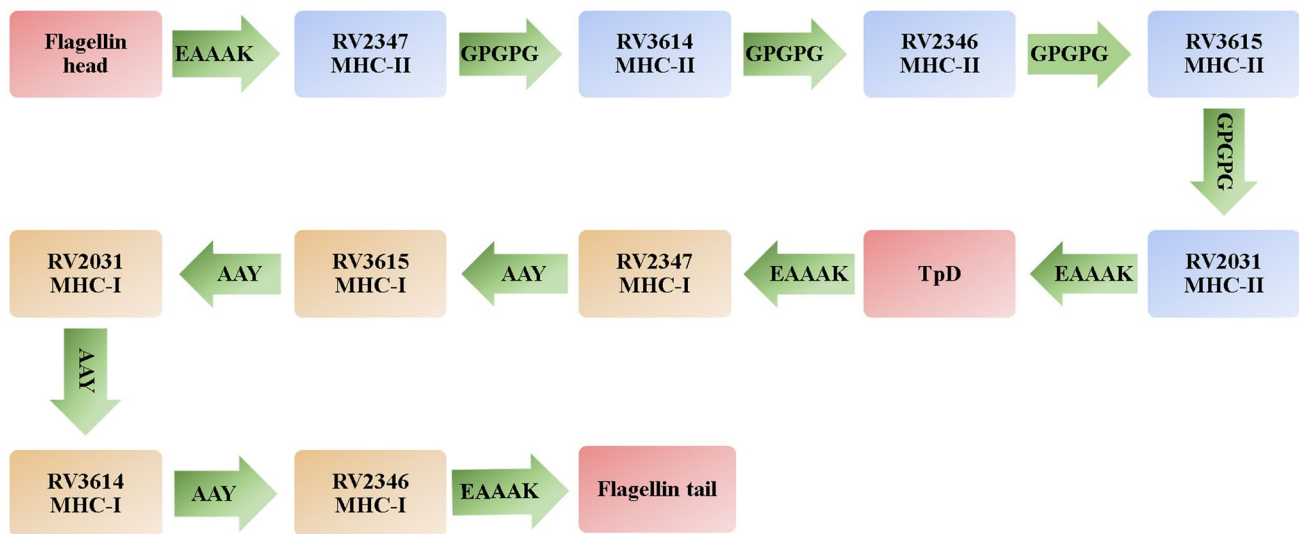 Flagellin
head
EAAAK
RV2347
MHC-II
GPGPG
RV3614
MHC-II
GPGPG
RV2346
MHC-II
GPGPG
RV3615
MHC-II
GPGPG
RV2031
MHC-II
EAAAK
TpD
EAAAK
RV2347
MHC-I
AAY
RV3615
MHC-I
AAY
RV2031
MHC-I
AAY
RV3614
MHC-I
AAY
RV2346
MHC-I
EAAAK
Flagellin tail